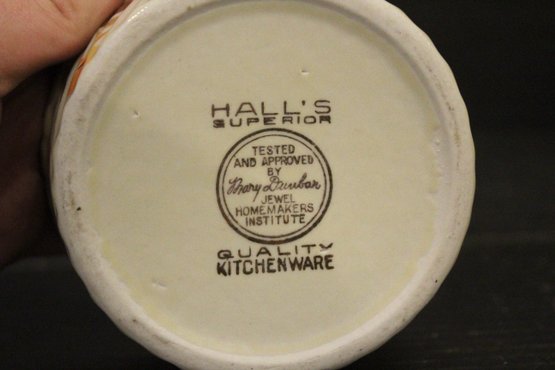 HALL'S
SUPERIOR
TESTED
AND APPROVED
BY
Mary Dunbar
JEWEL
HOMEMAKERS
INSTITUTE
QUALITY
KITCHENWARE